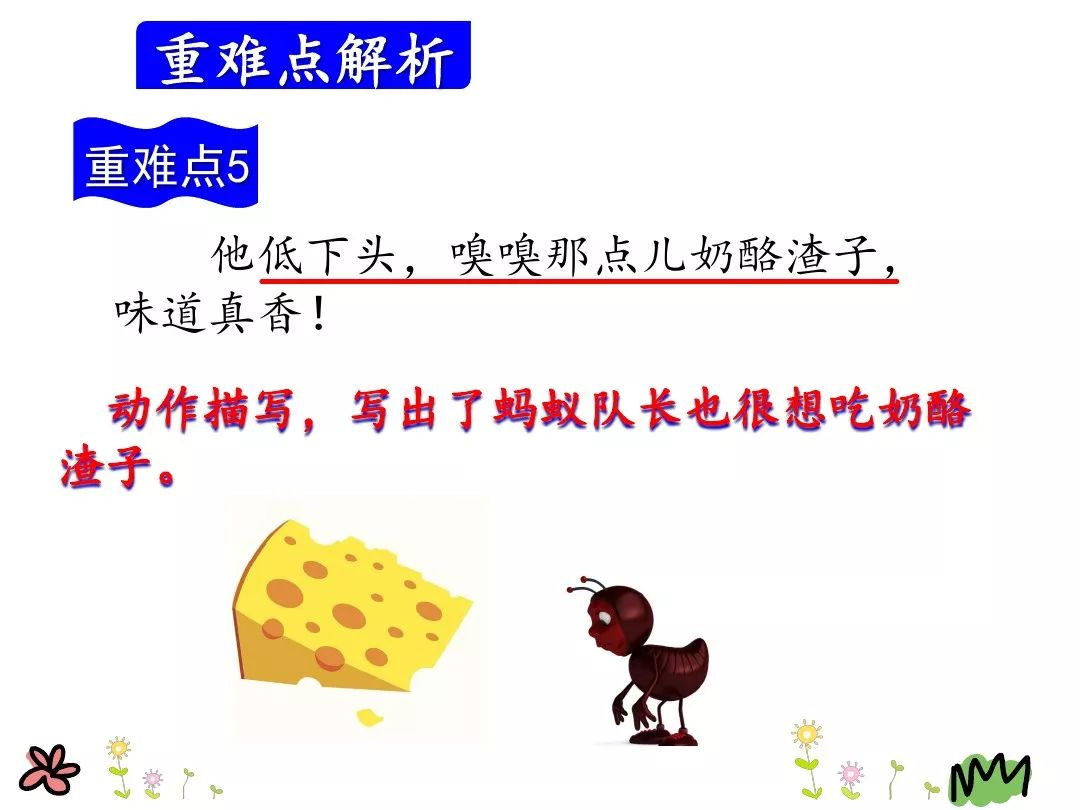 重难点解析
重难点5
他低下头，嗅嗅那点儿奶酪渣子，
味道真香！
动作描写，写出了蚂蚁队长也很想吃奶酪
渣子。